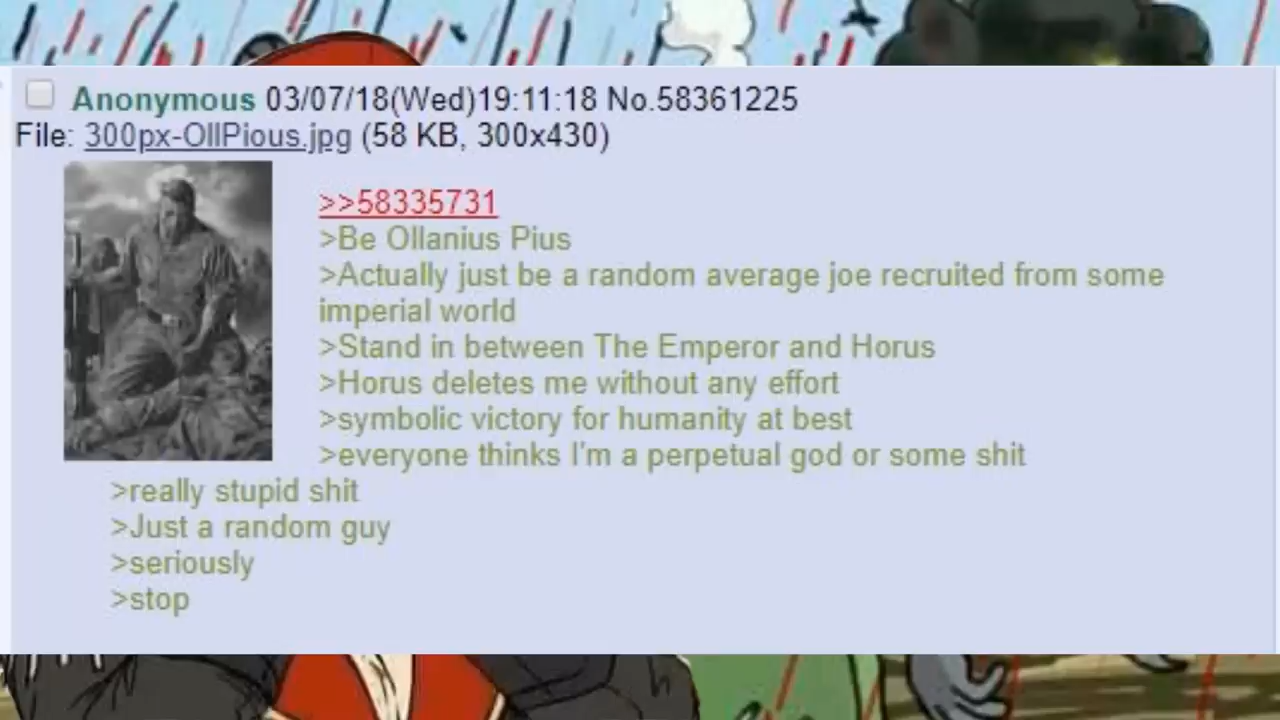 Anonymous 03/07/18(Wed)19:11:18 No.58361225
File: 300px-OllPious.jpg (58 KB, 300x430)
>>58335731
>Be Ollanius Pius
>Actually just be a random average joe recruited from some
imperial world
>Stand in between The Emperor and Horus
>Horus deletes me without any effort
>symbolic victory for humanity at best
>everyone thinks I'm a perpetual god or some shit
>really stupid shit
>Just a random guy
>seriously
>stop